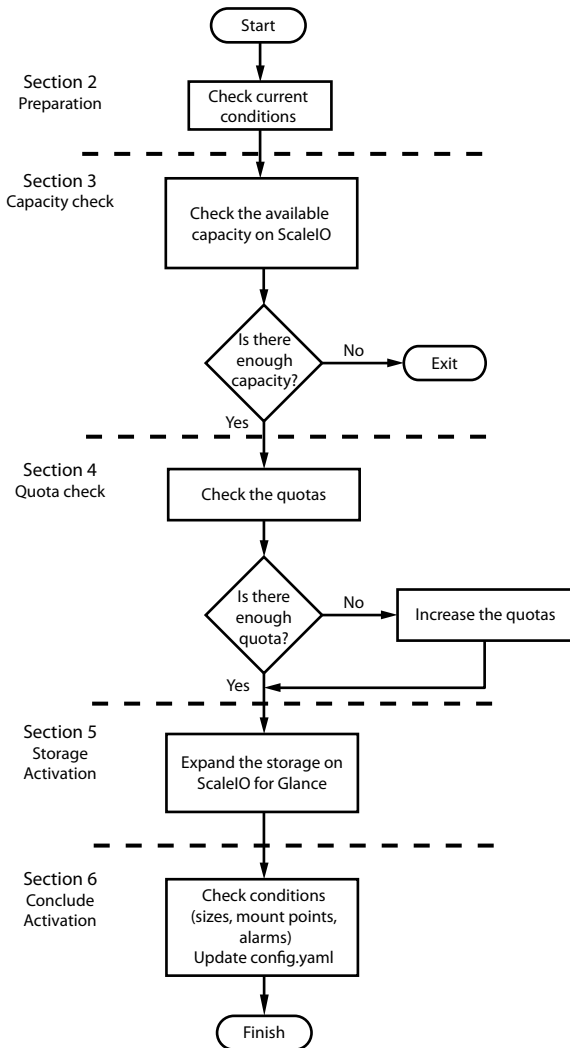 Start
Section 2
Preparation
Check current
conditions
Section 3
Capacity check
Check the available
capacity on ScaleIO
Is there
enough
capacity?
No
Exit
Yes
Section 4
Quota check
Check the quotas
Is there
enough
quota?
No
Increase the quotas
Yes
Section 5
Storage
Activation
Expand the storage on
ScaleIO for Glance
Section 6
Conclude
Activation
Check conditions
(sizes, mount points,
alarms)
Update config.yaml
Finish